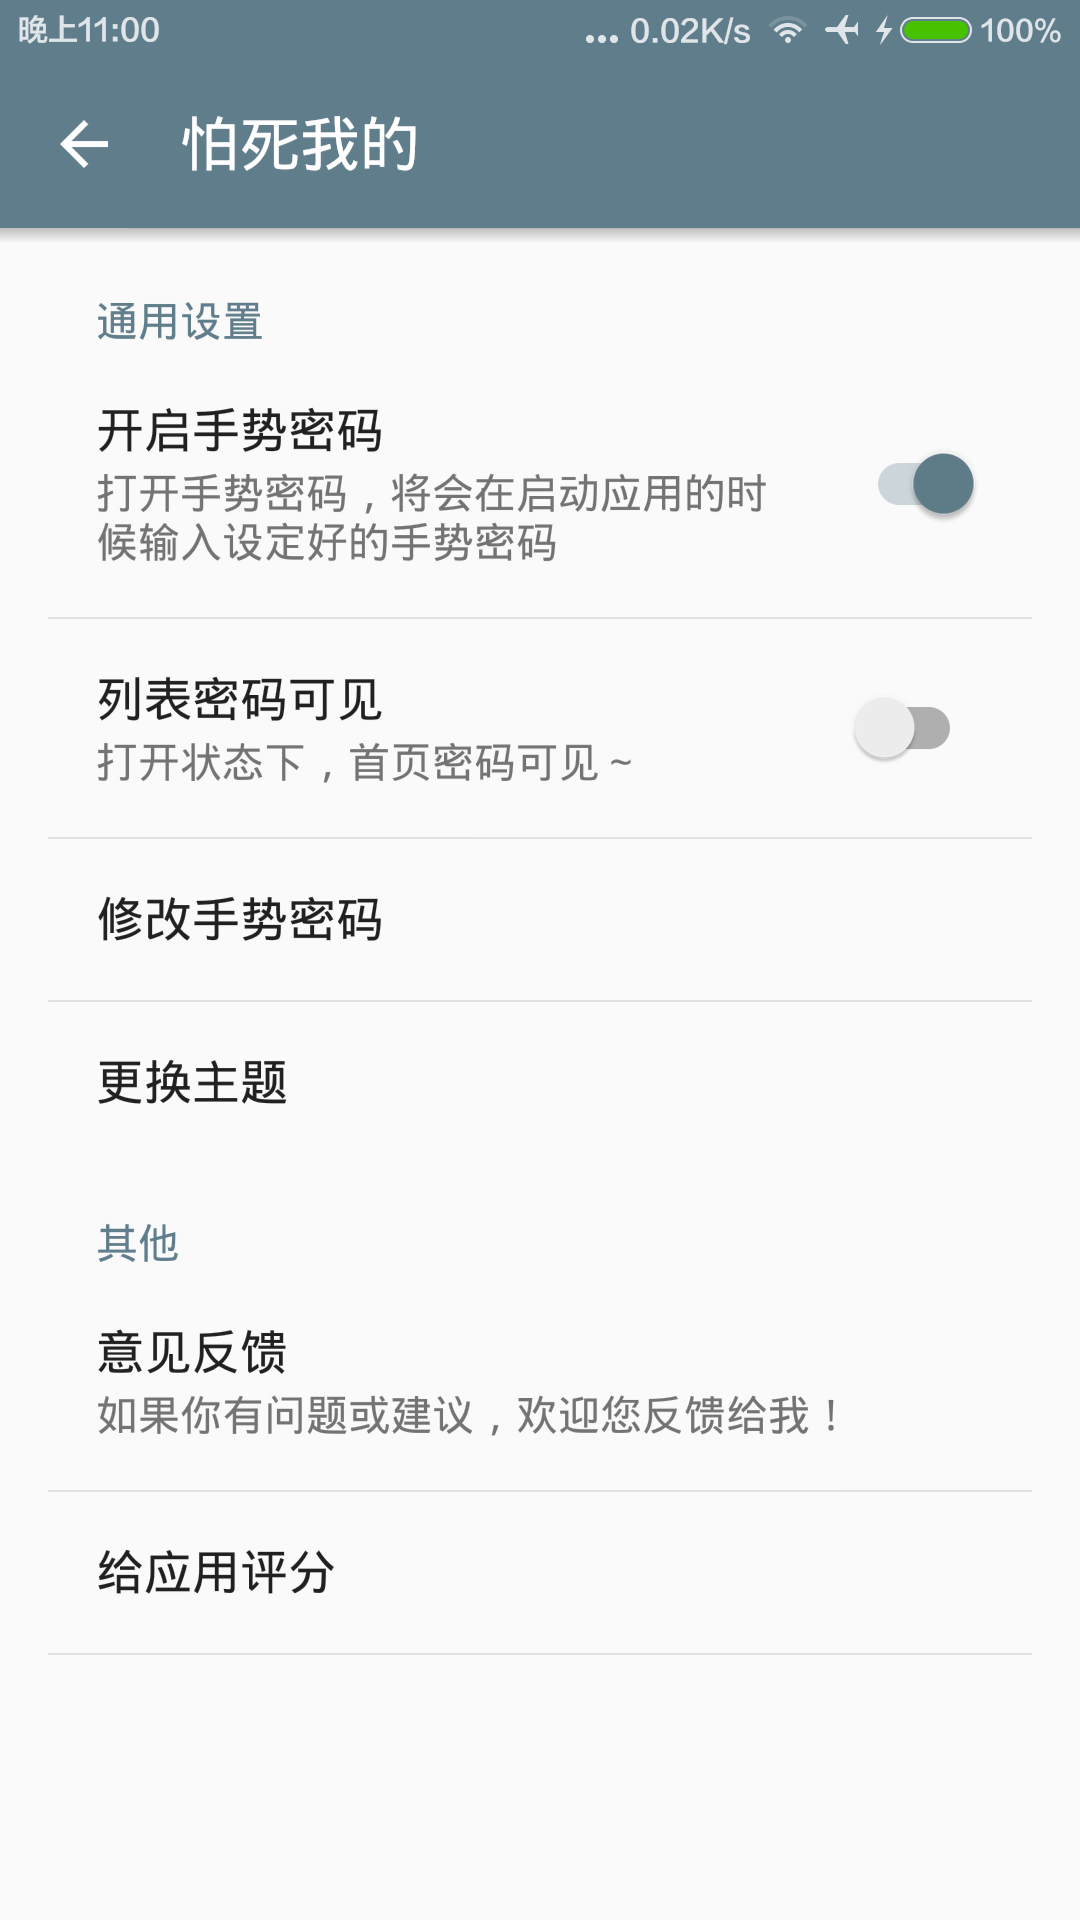 晚上11:00 ... 0.02K/s 100%
怕死我的
通用设置
开启手势密码
打开手势密码，将会在启动应用的时
候输入设定好的手势密码
列表密码可见
打开状态下，首页密码可见～
修改手势密码
更换主题
其他
意见反馈
如果你有问题或建议，欢迎您反馈给我！
给应用评分